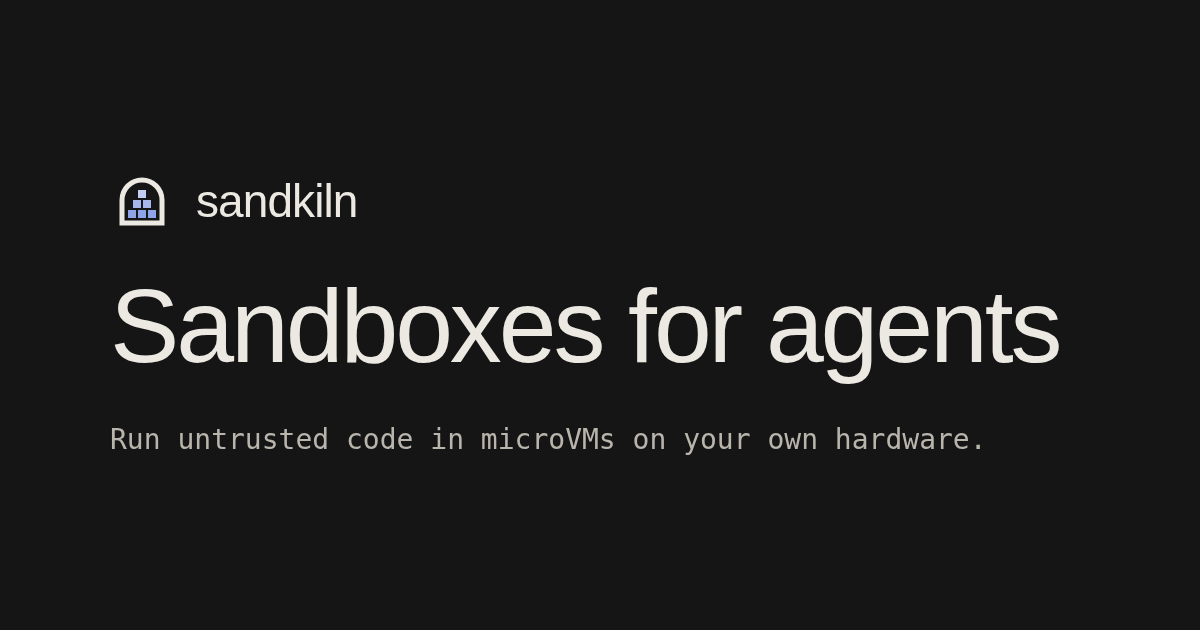 sandkiln
Sandboxes for agents
Run untrusted code in microVMs on your own hardware.